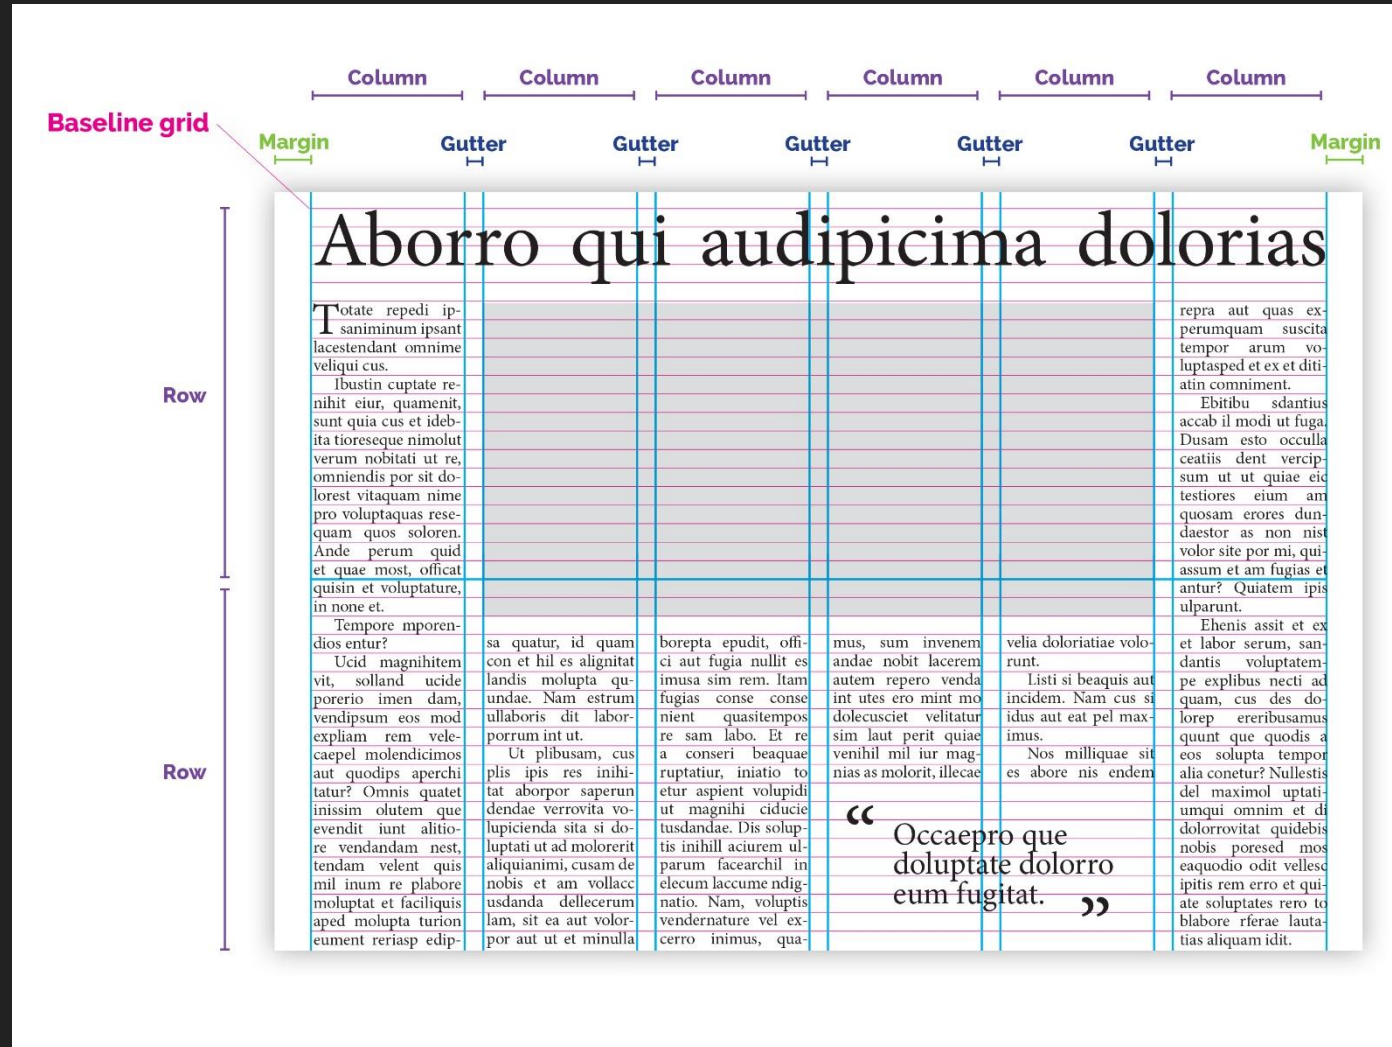 Column
Column
Column
Column
Column
Column
Baseline grid
Margin
Gutter
Gutter
Gutter
Gutter
Gutter
Margin
Row
Row
Aborro qui audipicima dolorias
Totate repedi ip-
saniminum ipsant
lacestendant omnime
veliqui cus.
Ibustin cuptate re-
nihit eiur, quamenit,
sunt quia cus et ideb-
ita tioreseque nimolut
verum nobitati ut re,
omniendis por sit do-
lorest vitaquam nime
pro voluptaquas rese-
quam quos soloren.
Ande perum quid
et quae most, officat
quisin et voluptature,
in none et.
Tempore mporen-
dios entur?
Ucid magnihitem
vit, solland ucide
porerio imen dam,
vendipsum eos mod
expliam rem vele-
caepel molendicimos
aut quodips aperchi
tatur? Omnis quatet
inissim olutem que
evendit iunt alitio-
re vendandam nest,
tendam velent quis
mil inum re plabore
moluptat et faciliquis
aped molupta turion
eument reriasp edip-
sa quatur, id quam
con et hil es alignitat
landis molupta qu-
undae. Nam estrum
ullaboris dit labor-
porrum int ut.
Ut plibusam, cus
plis ipis res inihi-
tat aborpor saperun
dendae verrovita vo-
lupicienda sita si do-
luptati ut ad molorerit
aliquianimi, cusam de
nobis et am vollacc
usdanda dellecerum
lam, sit ea aut volor-
por aut ut et minulla
borepta epudit, offi-
ci aut fugia nullit es
imusa sim rem. Itam
fugias conse conse
nient quasitempos
re sam labo. Et re
a conseri beaquae
ruptatiur, iniatio to
etur aspient volupidi
ut magnihi ciducie
tusdandae. Dis solup-
tis inihill aciurem ul-
parum facearchil in
elecum laccume ndig-
natio. Nam, voluptis
vendernature vel ex-
cerro inimus, qua-
mus, sum invenem
andae nobit lacerem
autem repero venda
int utes ero mint mo
dolecusciet velitatur
sim laut perit quiae
venihil mil iur mag-
nias as molorit, illecae
velia doloriatiae volo-
runt.
Listi si beaquis aut
incidem. Nam cus si
idus aut eat pel max-
imus.
Nos milliquae sit
es abore nis endem
“ Occaepro que
doluptate dolorro
eum fugitat. ”
repra aut quas ex-
perumquam suscita
tempor arum vo-
luptasped et ex et diti-
atin comniment.
Ebitibu sdantius
accab il modi ut fuga.
Dusam esto occulla
ceatiis dent vercip-
sum ut ut quiae eic
testiores eium am
quosam erores dun-
daestor as non nist
volor site por mi, qui-
assum et am fugias et
antur? Quiatem ipis
ulparunt.
Ehenis assit et ex
et labor serum, san-
dantis voluptatem-
pe explibus necti ad
quam, cus des do-
lorep ereribusamus
quunt que quodis a
eos solupta tempor
alia conetur? Nullestis
del maximol uptati-
umqui omnim et di
dolorrovitat quidebis
nobis poresed mos
eaquodio odit vellesc
ipitis rem erro et qui-
ate soluptates rero to
blabore rferae lauta-
tias aliquam idit.